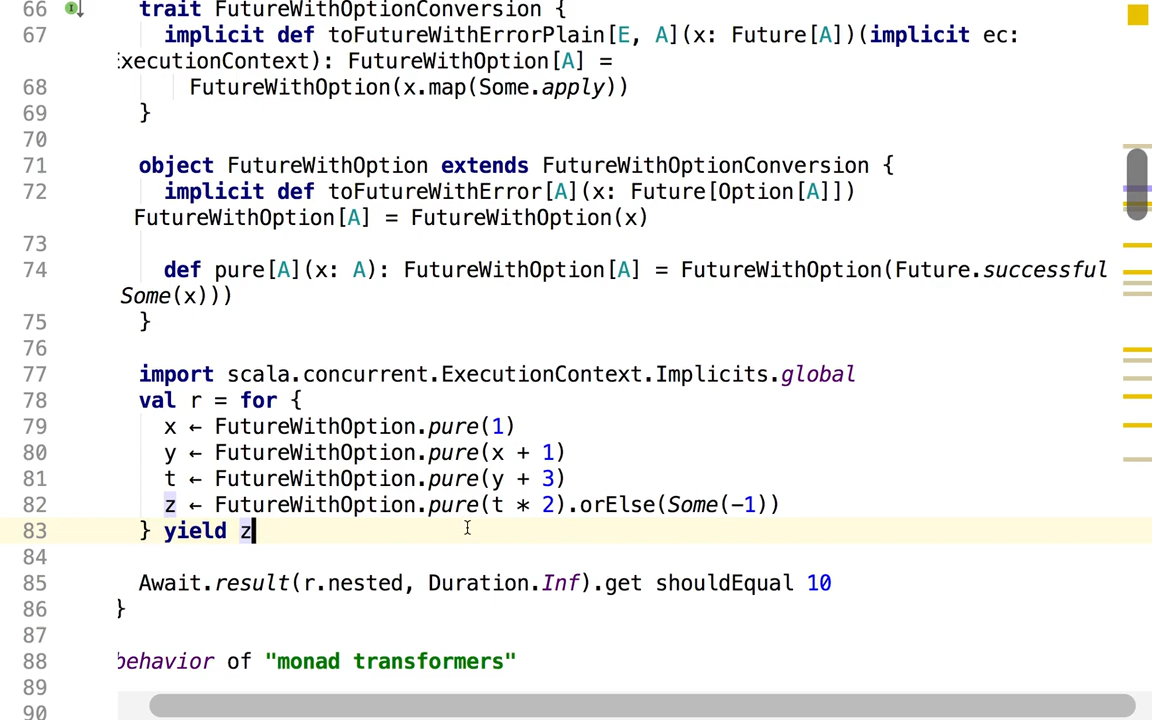 66 trait FutureWithOptionConversion {
67 implicit def toFutureWithErrorPlain[E, A](x: Future[A])(implicit ec:
xecutionContext): FutureWithOption[A] =
68 FutureWithOption(x.map(Some.apply))
69 }
70
71 object FutureWithOption extends FutureWithOptionConversion {
72 implicit def toFutureWithError[A](x: Future[Option[A]])
FutureWithOption[A] = FutureWithOption(x)
73
74 def pure[A](x: A): FutureWithOption[A] = FutureWithOption(Future.successful
Some(x)))
75 }
76
77 import scala.concurrent.ExecutionContext.Implicits.global
78 val r = for {
79 x ← FutureWithOption.pure(1)
80 y ← FutureWithOption.pure(x + 1)
81 t ← FutureWithOption.pure(y + 3)
82 z ← FutureWithOption.pure(t * 2).orElse(Some(-1))
83 } yield z
84
85 Await.result(r.nested, Duration.Inf).get shouldEqual 10
86 }
87
88 behavior of "monad transformers"
89
90